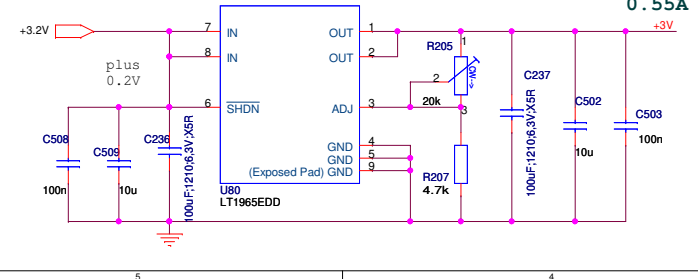 0.55A
+3.2V
+3V
7
IN
OUT
1
8
IN
OUT
2
R205
1
plus
0.2V
2
CW->
C237
6
SHDN
ADJ
3
20k
3
C502
C503
C508
C509
C236
100uF;1210;6,3V;X5R
100uF;1210;6,3V;X5R
100n
10u
GND
4
GND
5
(Exposed Pad) GND
9
R207
4.7k
10u
100n
U80
LT1965EDD
5
4